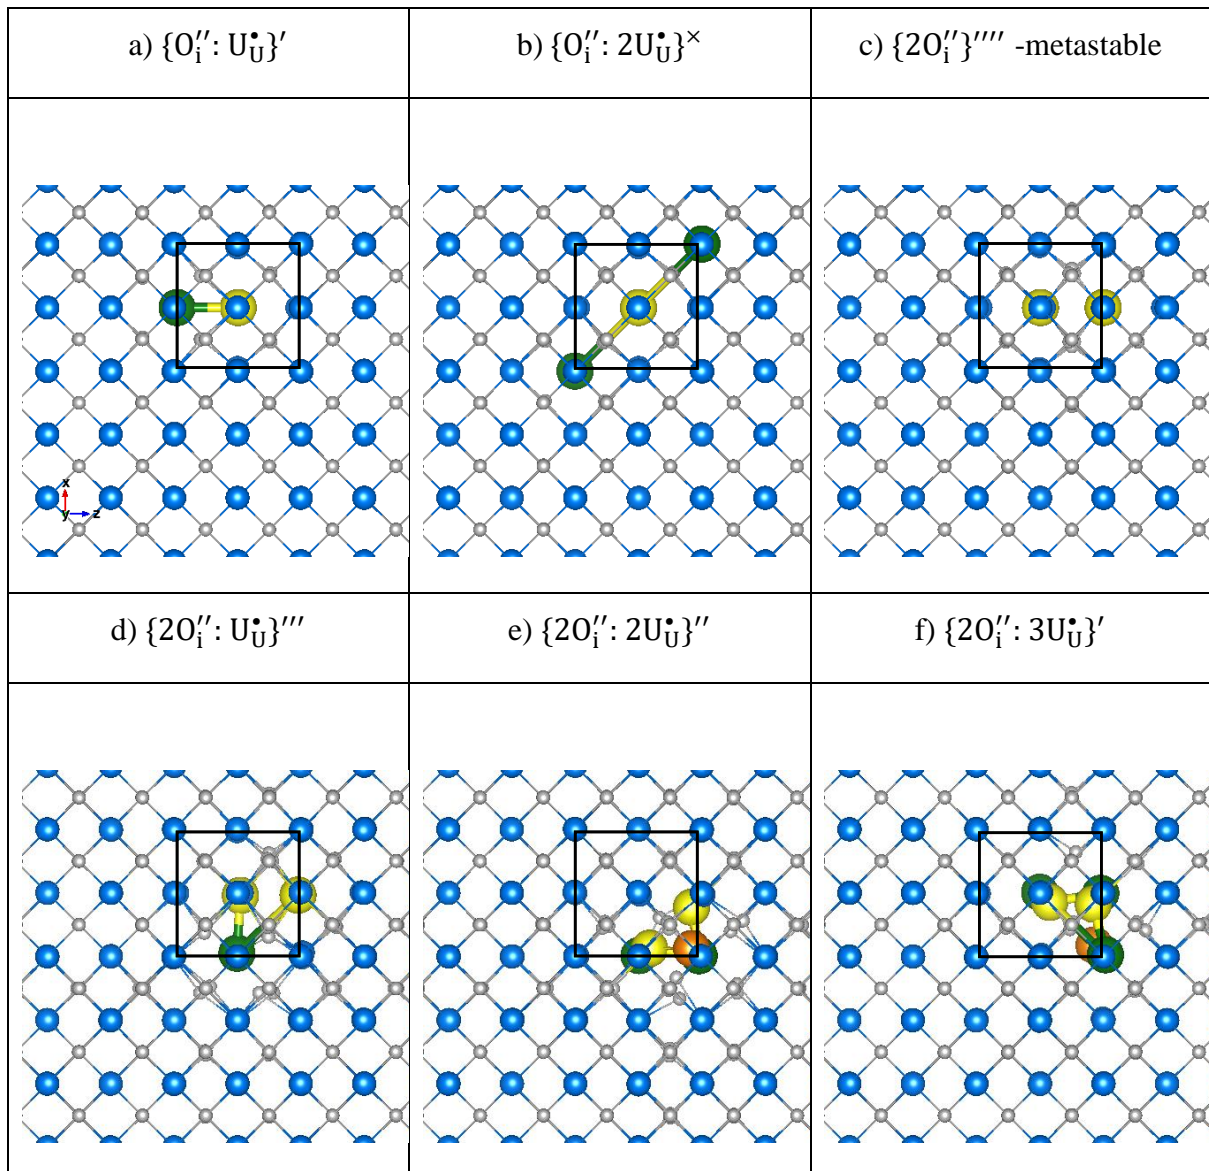 a) {O_i'': U_U^•}'
b) {O_i'': 2U_U^•}^×
c) {2O_i''}'''' -metastable
x
y z
d) {2O_i'': U_U^•}'''
e) {2O_i'': 2U_U^•}''
f) {2O_i'': 3U_U^•}'